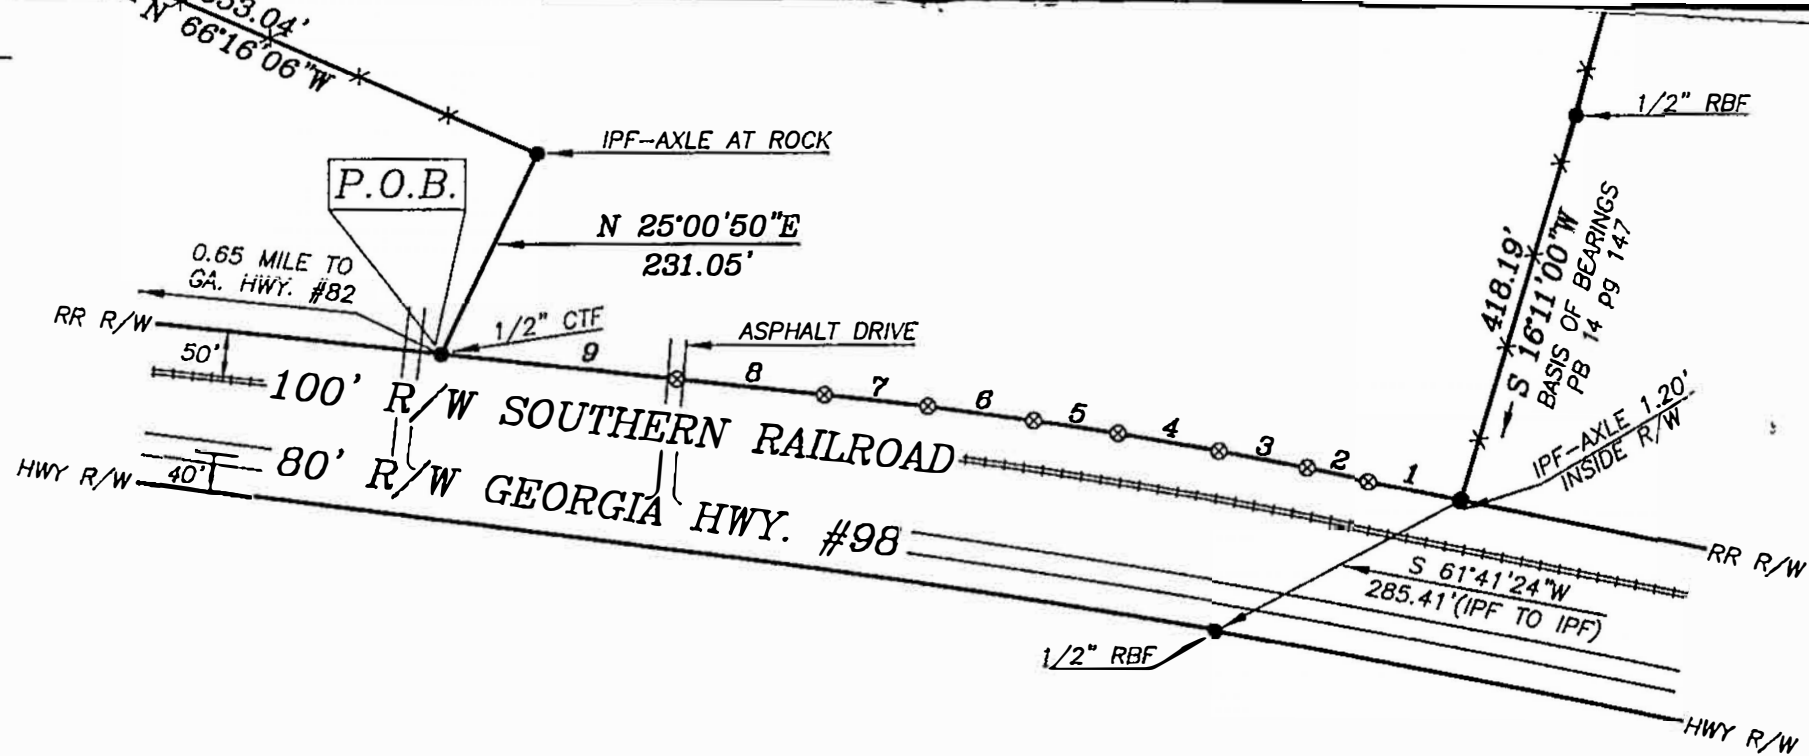 53.04'
N 66°16'06"W
IPF-AXLE AT ROCK
1/2" RBF
P.O.B.
N 25°00'50"E
231.05'
418.19'
S 16°11'00"W
BASIS OF BEARINGS
PB 14 Pg 147
0.65 MILE TO
GA. HWY. #82
RR R/W
50'
1/2" CTF
ASPHALT DRIVE
9
8
7
6
5
4
3
2
1
IPF-AXLE 1.20'
INSIDE R/W
100' R/W SOUTHERN RAILROAD
80' R/W GEORGIA HWY. #98
HWY R/W
40'
RR R/W
S 61°41'24"W
285.41'(IPF TO IPF)
1/2" RBF
HWY R/W